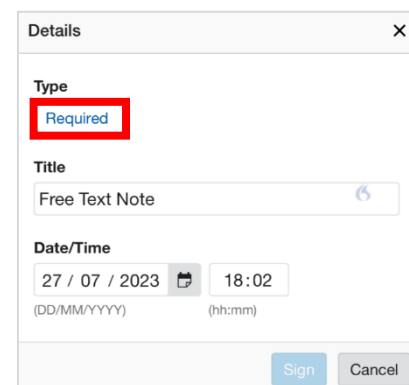 Details
Type
Required
Title
Free Text Note
Date/Time
27 / 07 / 2023 18:02
(DD/MM/YYYY) (hh:mm)
Sign Cancel